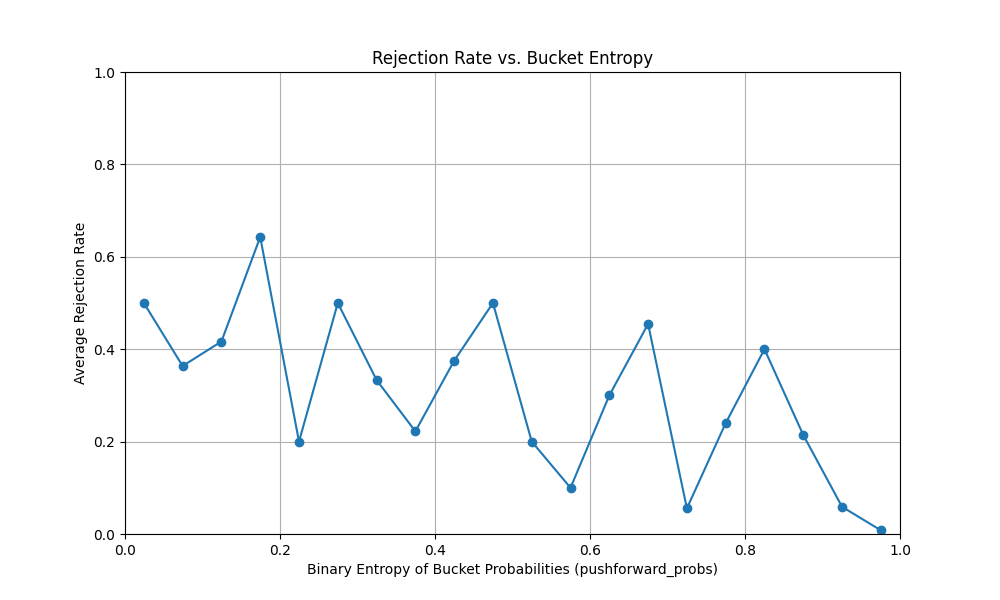 Rejection Rate vs. Bucket Entropy
1.0
0.8
0.6
0.4
0.2
0.0
Average Rejection Rate
0.0 0.2 0.4 0.6 0.8 1.0
Binary Entropy of Bucket Probabilities (pushforward_probs)